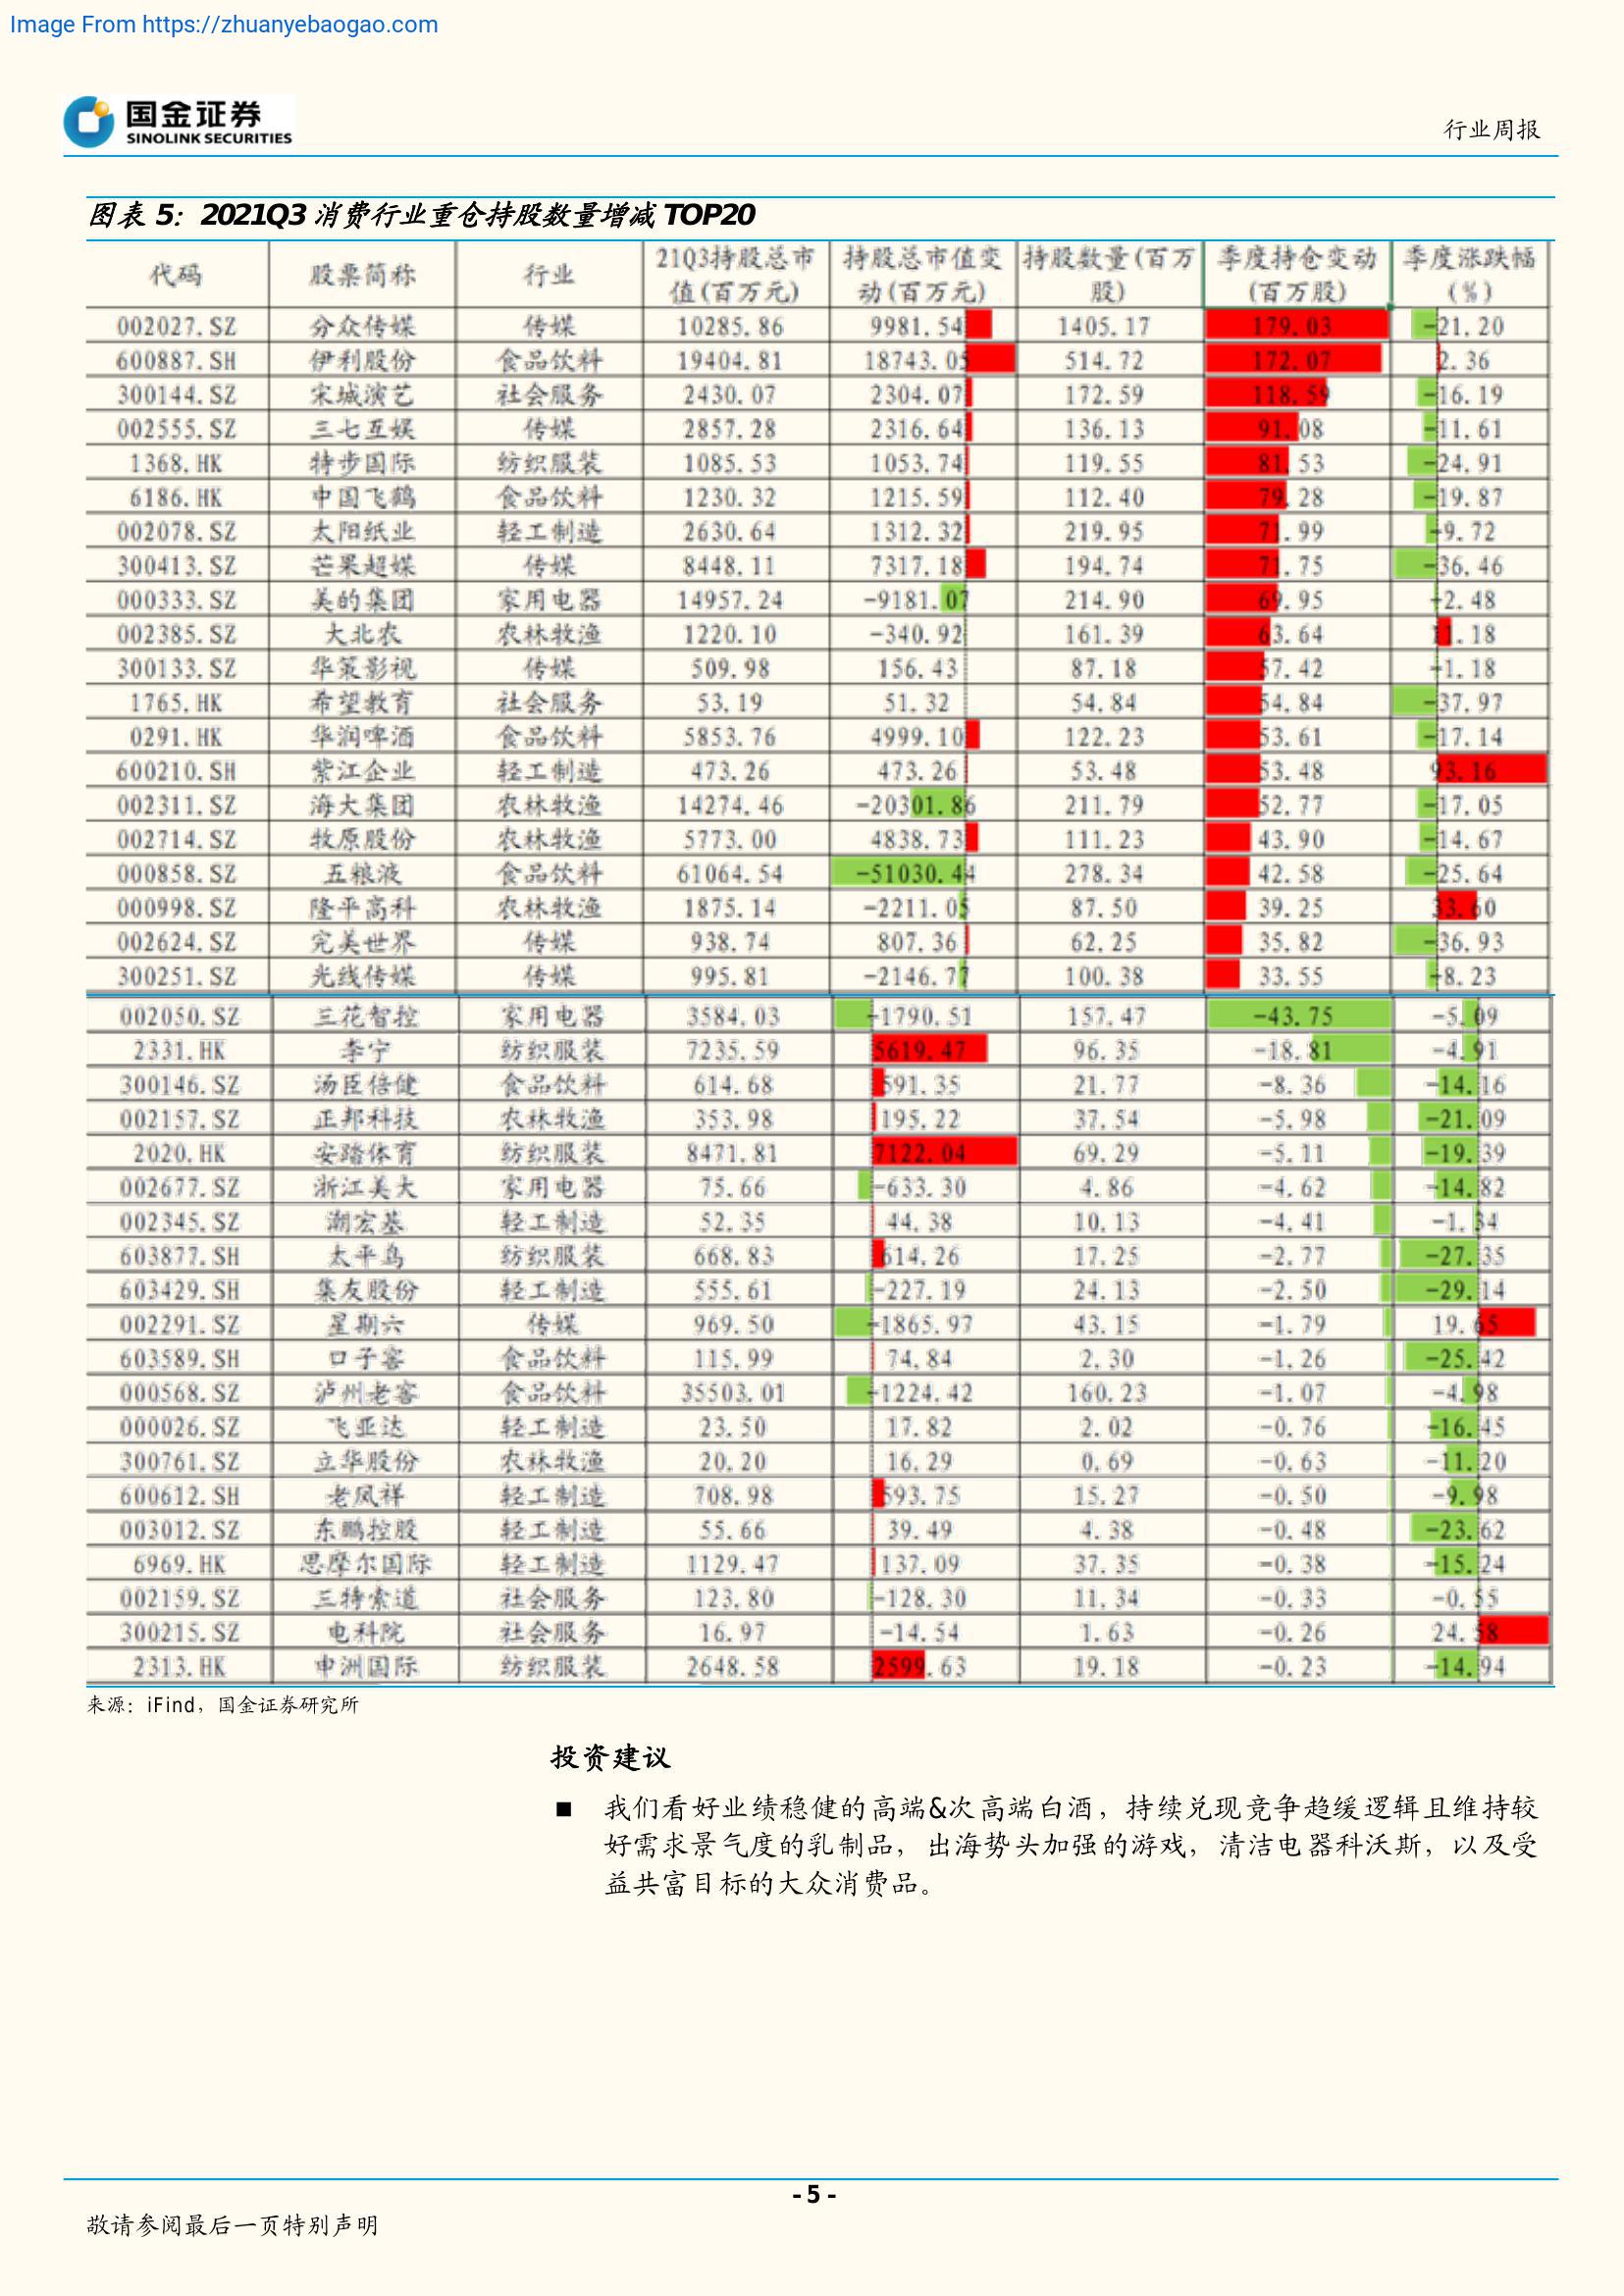 Image From https://zhuanyebaogao.com
国金证券
SINOLINK SECURITIES
行业周报
图表 5：2021Q3 消费行业重仓持股数量增减 TOP20
代码 股票简称 行业 21Q3持股总市值(百万元) 持股总市值变动(百万元) 持股数量(百万股) 季度持仓变动(百万股) 季度涨跌幅(%)
002027.SZ 分众传媒 传媒 10285.86 9981.54 1405.17 179.03 -21.20
600887.SH 伊利股份 食品饮料 19404.81 18743.05 514.72 172.07 2.36
300144.SZ 宋城演艺 社会服务 2430.07 2304.07 172.59 118.59 -16.19
002555.SZ 三七互娱 传媒 2857.28 2316.64 136.13 91.08 -11.61
1368.HK 特步国际 纺织服装 1085.53 1053.74 119.55 81.53 -24.91
6186.HK 中国飞鹤 食品饮料 1230.32 1215.59 112.40 79.28 -19.87
002078.SZ 太阳纸业 轻工制造 2630.64 1312.32 219.95 71.99 -9.72
300413.SZ 芒果超媒 传媒 8448.11 7317.18 194.74 71.75 -36.46
000333.SZ 美的集团 家用电器 14957.24 -9181.07 214.90 69.95 -2.48
002385.SZ 大北农 农林牧渔 1220.10 -340.92 161.39 63.64 11.18
300133.SZ 华策影视 传媒 509.98 156.43 87.18 57.42 -1.18
1765.HK 希望教育 社会服务 53.19 51.32 54.84 54.84 -37.97
0291.HK 华润啤酒 食品饮料 5853.76 4999.10 122.23 53.61 -17.14
600210.SH 紫江企业 轻工制造 473.26 473.26 53.48 53.48 93.16
002311.SZ 海大集团 农林牧渔 14274.46 -20301.86 211.79 52.77 -17.05
002714.SZ 牧原股份 农林牧渔 5773.00 4838.73 111.23 43.90 -14.67
000858.SZ 五粮液 食品饮料 61064.54 -51030.44 278.34 42.58 -25.64
000998.SZ 隆平高科 农林牧渔 1875.14 -2211.05 87.50 39.25 33.60
002624.SZ 完美世界 传媒 938.74 807.36 62.25 35.82 -36.93
300251.SZ 光线传媒 传媒 995.81 -2146.77 100.38 33.55 -8.23
002050.SZ 三花智控 家用电器 3584.03 -1790.51 157.47 -43.75 -5.09
2331.HK 李宁 纺织服装 7235.59 5619.47 96.35 -18.81 -4.91
300146.SZ 汤臣倍健 食品饮料 614.68 591.35 21.77 -8.36 -14.16
002157.SZ 正邦科技 农林牧渔 353.98 195.22 37.54 -5.98 -21.09
2020.HK 安踏体育 纺织服装 8471.81 7122.04 69.29 -5.11 -19.39
002677.SZ 浙江美大 家用电器 75.66 -633.30 4.86 -4.62 -14.82
002345.SZ 潮宏基 轻工制造 52.35 44.38 10.13 -4.41 -1.34
603877.SH 太平鸟 纺织服装 668.83 614.26 17.25 -2.77 -27.35
603429.SH 集友股份 轻工制造 555.61 -227.19 24.13 -2.50 -29.14
002291.SZ 星期六 传媒 969.50 -1865.97 43.15 -1.79 19.65
603589.SH 口子窖 食品饮料 115.99 74.84 2.30 -1.26 -25.42
000568.SZ 泸州老窖 食品饮料 35503.01 -1224.42 160.23 -1.07 -4.98
000026.SZ 飞亚达 轻工制造 23.50 17.82 2.02 -0.76 -16.45
300761.SZ 立华股份 农林牧渔 20.20 16.29 0.69 -0.63 -11.20
600612.SH 老凤祥 轻工制造 708.98 593.75 15.27 -0.50 -9.98
003012.SZ 东鹏控股 轻工制造 55.66 39.49 4.38 -0.48 -23.62
6969.HK 思摩尔国际 轻工制造 1129.47 137.09 37.35 -0.38 -15.24
002159.SZ 三特索道 社会服务 123.80 -128.30 11.34 -0.33 -0.55
300215.SZ 电科院 社会服务 16.97 -14.54 1.63 -0.26 24.58
2313.HK 申洲国际 纺织服装 2648.58 2599.63 19.18 -0.23 -14.94
来源：iFind，国金证券研究所
投资建议
■ 我们看好业绩稳健的高端&次高端白酒，持续兑现竞争趋缓逻辑且维持较
好需求景气度的乳制品，出海势头加强的游戏，清洁电器科沃斯，以及受
益共富目标的大众消费品。
- 5 -
敬请参阅最后一页特别声明